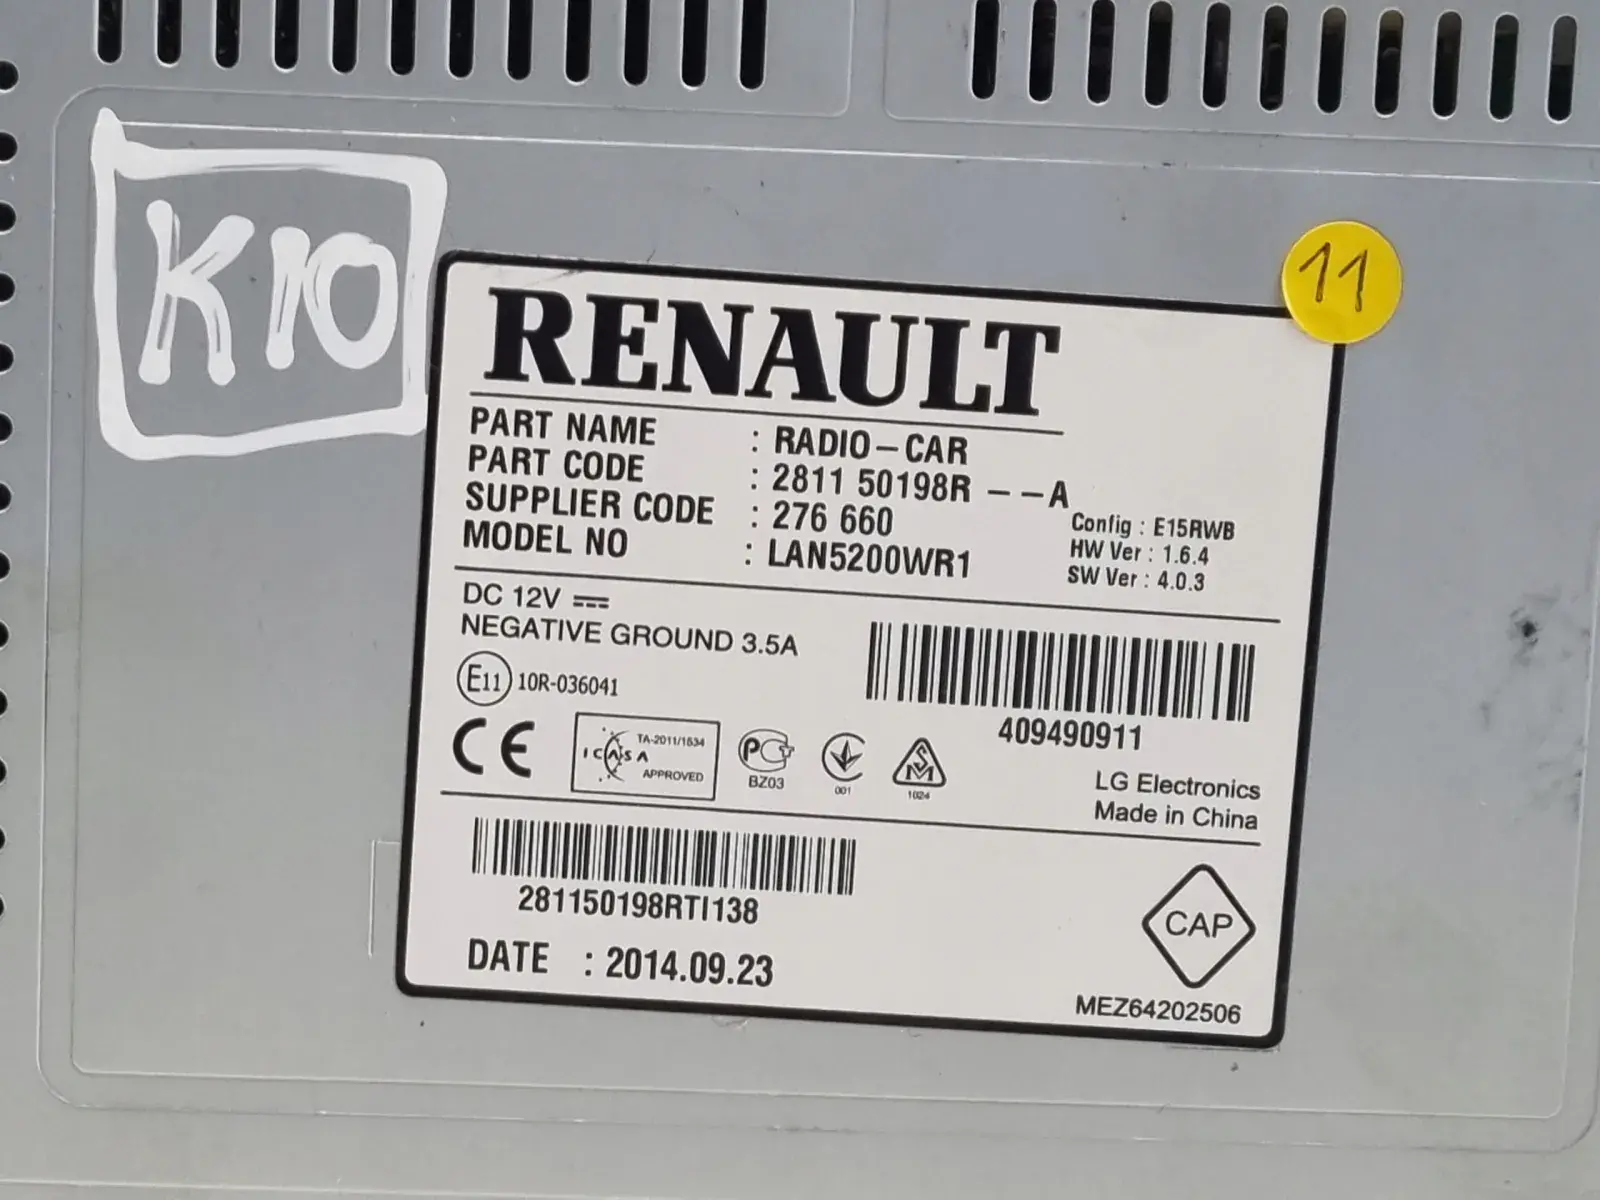 K10
11
RENAULT
PART NAME : RADIO-CAR
PART CODE : 2811 50198R --A
SUPPLIER CODE : 276 660
MODEL NO : LAN5200WR1
Config : E15RWB
HW Ver : 1.6.4
SW Ver : 4.0.3
DC 12V
NEGATIVE GROUND 3.5A
E11 10R-036041
409490911
CE
TA-2011/1534
ICASA
APPROVED
PCT
BZ03
001
SM
1024
LG Electronics
Made in China
281150198RTI138
DATE : 2014.09.23
CAP
MEZ64202506